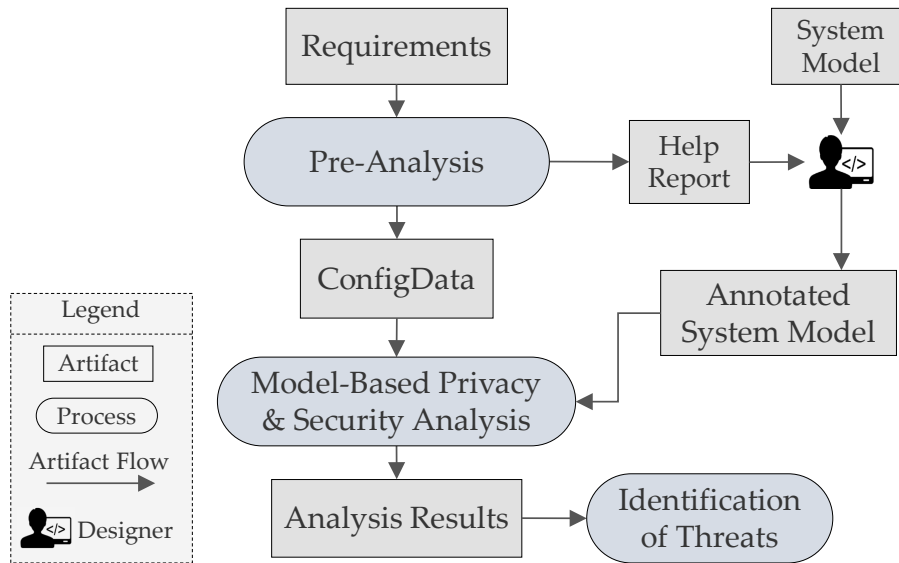 Requirements
System
Model
Pre-Analysis
Help
Report
</>
ConfigData
Annotated
System Model
Legend
Artifact
Process
Artifact Flow
</> Designer
Model-Based Privacy
& Security Analysis
Analysis Results
Identification
of Threats